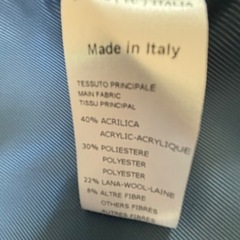 ITALIA
Made in Italy
TESSUTO PRINCIPALE
MAIN FABRIC
TISSU PRINCIPAL
40% ACRILICA
ACRYLIC-ACRYLIQUE
30% POLIESTERE
POLYESTER
POLYESTER
22% LANA-WOOL-LAINE
8% ALTRE FIBRE
OTHERS FIBRES
AUTRES FIBRES